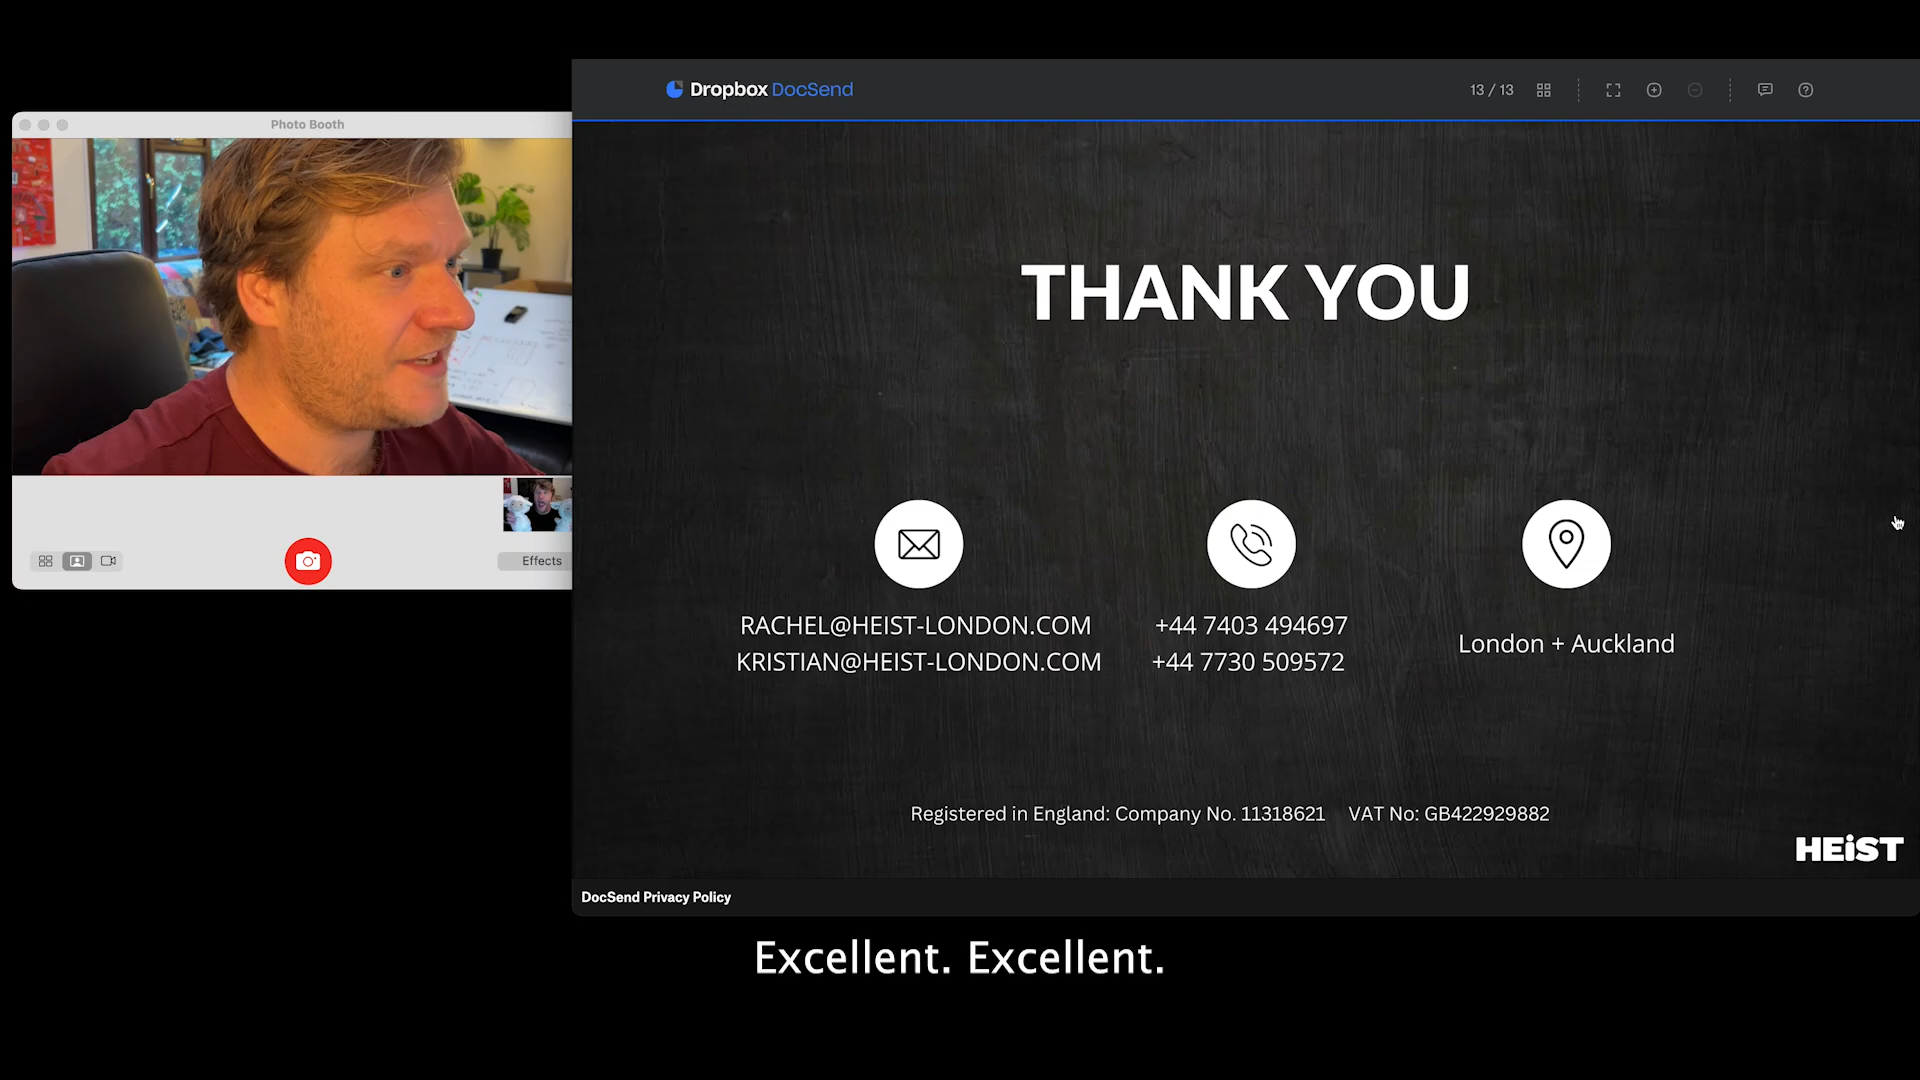 Dropbox DocSend
13 / 13
Photo Booth
THANK YOU
RACHEL@HEIST-LONDON.COM
KRISTIAN@HEIST-LONDON.COM
+44 7403 494697
+44 7730 509572
London + Auckland
Effects
Registered in England: Company No. 11318621 VAT No: GB422929882
HEiST
DocSend Privacy Policy
Excellent. Excellent.